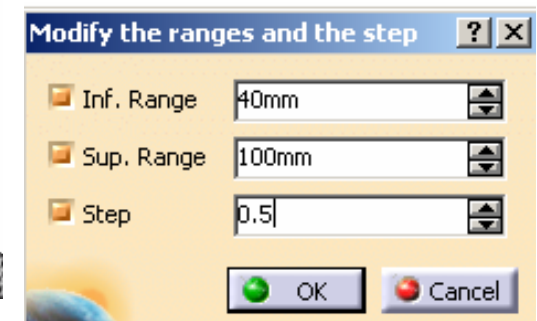 Modify the ranges and the step ? X
Inf. Range 40mm
Sup. Range 100mm
Step 0.5
OK Cancel